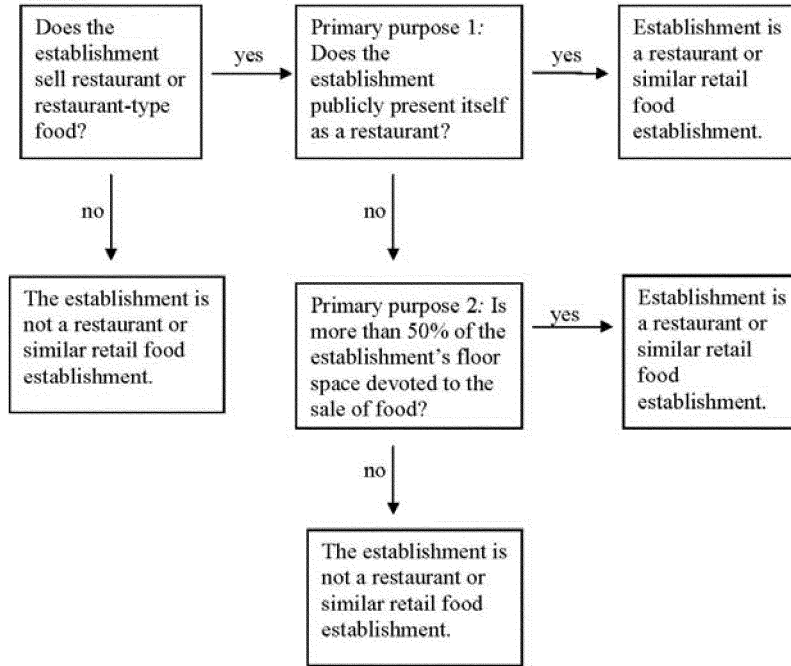 Does the
establishment
sell restaurant or
restaurant-type
food?
yes
Primary purpose 1:
Does the
establishment
publicly present itself
as a restaurant?
yes
Establishment is
a restaurant or
similar retail
food
establishment.
no
no
The establishment is
not a restaurant or
similar retail food
establishment.
Primary purpose 2: Is
more than 50% of the
establishment's floor
space devoted to the
sale of food?
yes
Establishment is
a restaurant or
similar retail
food
establishment.
no
The establishment is
not a restaurant or
similar retail food
establishment.